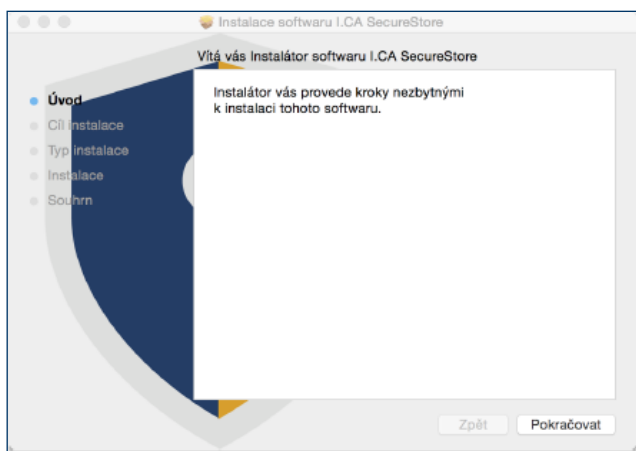 Instalace softwaru I.CA SecureStore
Vítá vás Instalátor softwaru I.CA SecureStore
Úvod
Cíl instalace
Typ instalace
Instalace
Souhrn
Instalátor vás provede kroky nezbytnými
k instalaci tohoto softwaru.
Zpět
Pokračovat